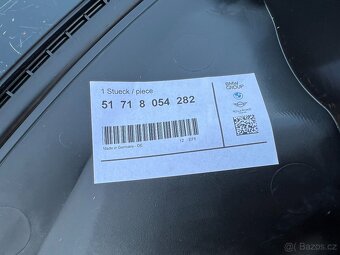 1 Stueck / piece
51 71 8 054 282
BMW
GROUP
Made in Germany - DE
bazos.cz